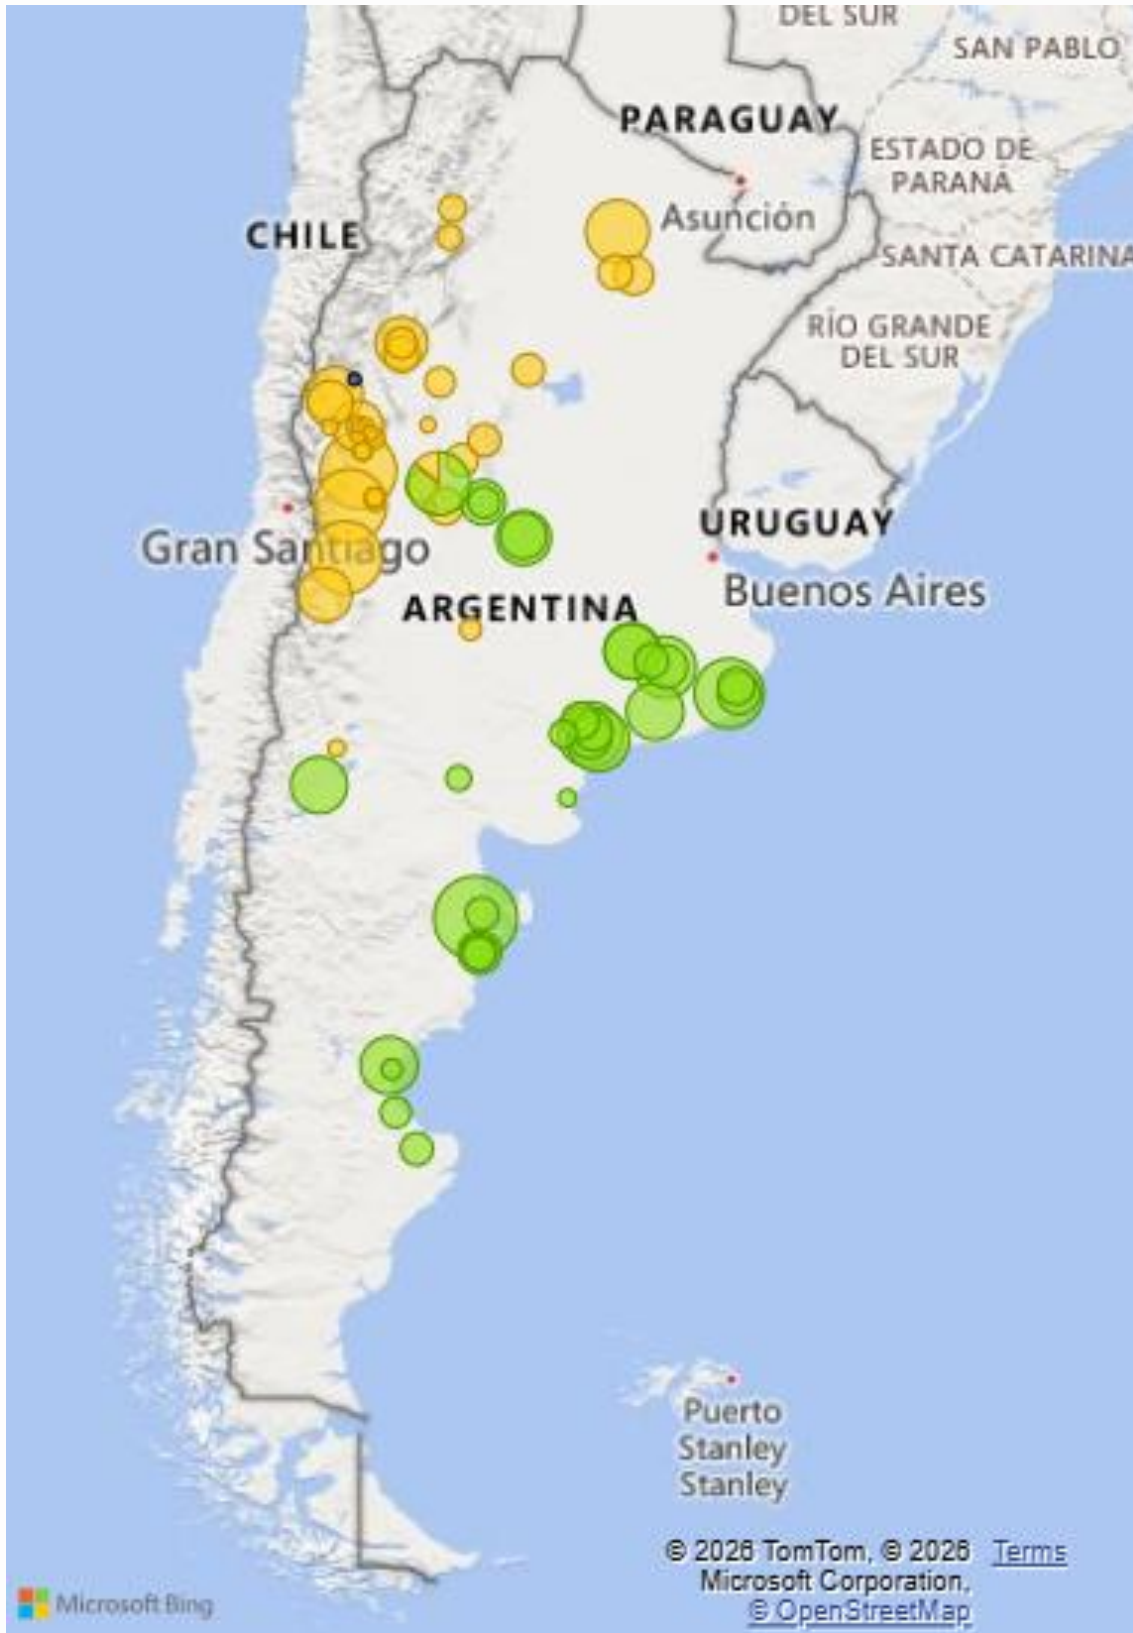 DEL SUR
SAN PABLO
PARAGUAY
ESTADO DE
PARANÁ
CHILE
Asunción
SANTA CATARINA
RÍO GRANDE
DEL SUR
URUGUAY
Gran Santiago
Buenos Aires
ARGENTINA
Puerto
Stanley
Stanley
© 2026 TomTom, © 2026 Terms
Microsoft Corporation,
© OpenStreetMap
Microsoft Bing